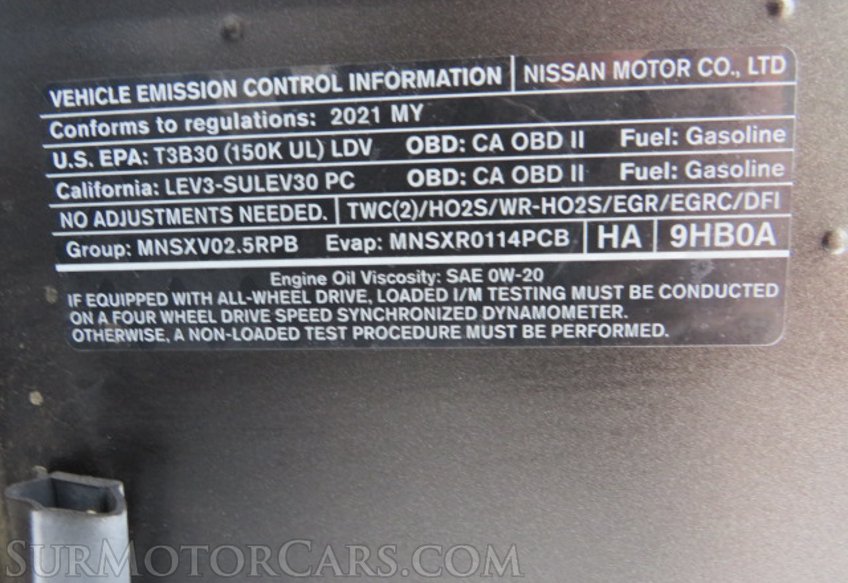 VEHICLE EMISSION CONTROL INFORMATION NISSAN MOTOR CO., LTD
Conforms to regulations: 2021 MY
U.S. EPA: T3B30 (150K UL) LDV OBD: CA OBD II Fuel: Gasoline
California: LEV3-SULEV30 PC OBD: CA OBD II Fuel: Gasoline
NO ADJUSTMENTS NEEDED. TWC(2)/HO2S/WR-HO2S/EGR/EGRC/DFI
Group: MNSXV02.5RPB Evap: MNSXR0114PCB HA 9HB0A
Engine Oil Viscosity: SAE 0W-20
IF EQUIPPED WITH ALL-WHEEL DRIVE, LOADED I/M TESTING MUST BE CONDUCTED
ON A FOUR WHEEL DRIVE SPEED SYNCHRONIZED DYNAMOMETER.
OTHERWISE, A NON-LOADED TEST PROCEDURE MUST BE PERFORMED.
SurMotorCars.com